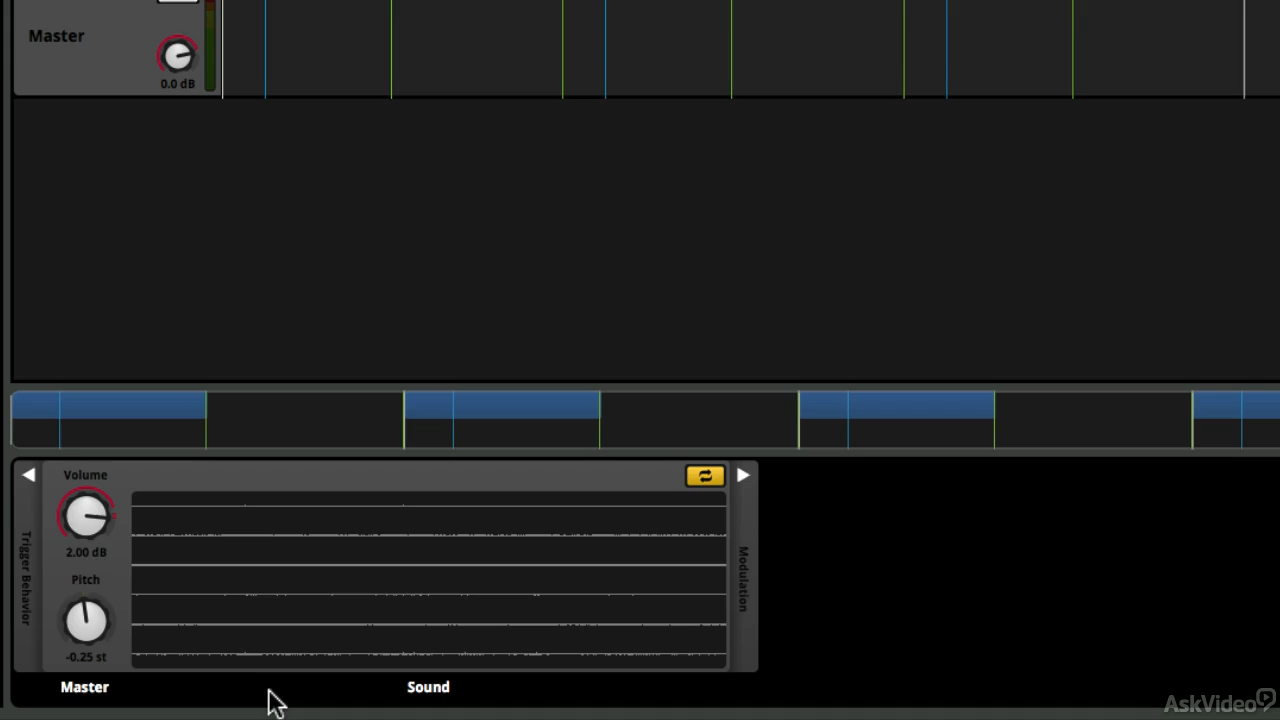 Master
0.0 dB
Volume
2.00 dB
Trigger Behavior
Modulation
Pitch
-0.25 st
Master
Sound
AskVideo